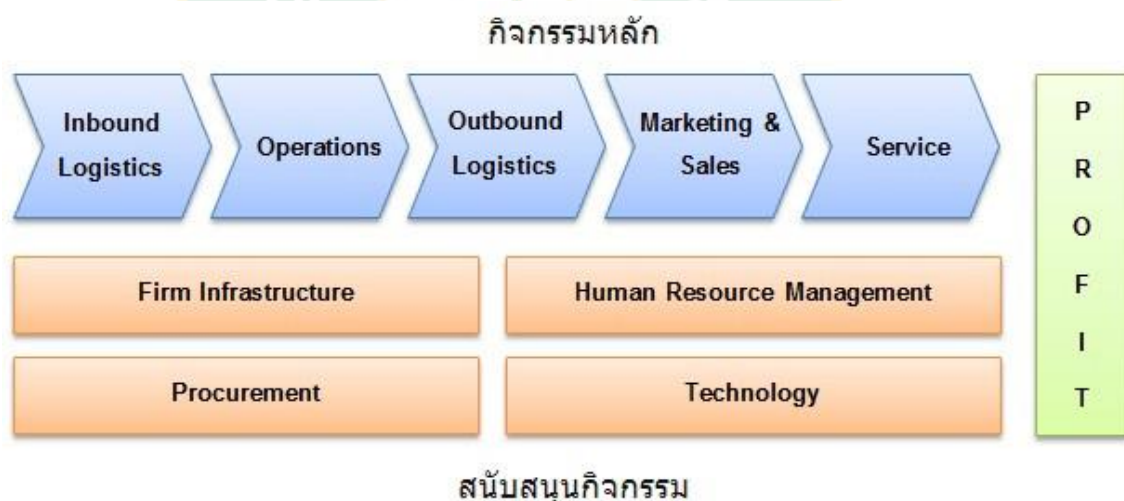 กิจกรรมหลัก
Inbound
Logistics
Operations
Outbound
Logistics
Marketing &
Sales
Service
Firm Infrastructure
Human Resource Management
Procurement
Technology
P
R
O
F
I
T
สนับสนุนกิจกรรม